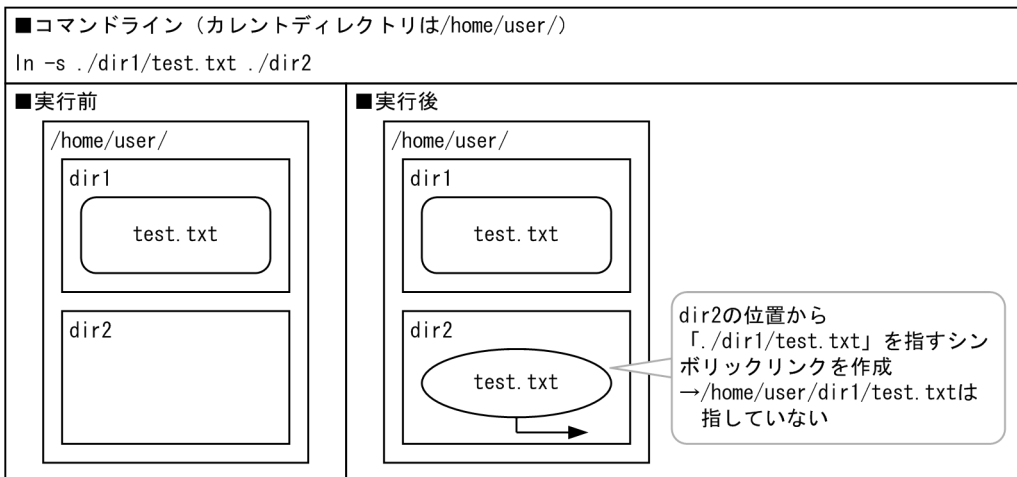 ■コマンドライン（カレントディレクトリは/home/user/）
ln -s ./dir1/test.txt ./dir2
■実行前
/home/user/
dir1
test.txt
dir2
■実行後
/home/user/
dir1
test.txt
dir2
test.txt
dir2の位置から
「./dir1/test.txt」を指すシン
ボリックリンクを作成
→/home/user/dir1/test.txtは
指していない